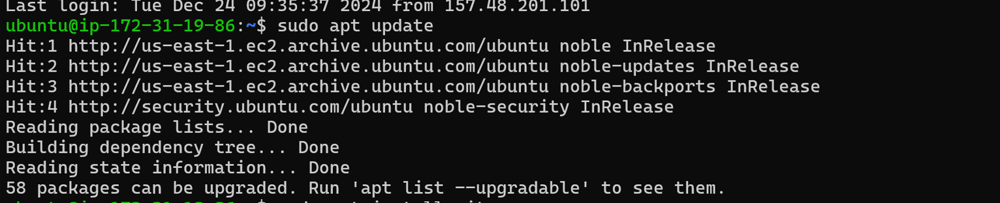 Last login: Tue Dec 24 09:35:37 2024 from 157.48.201.101
ubuntu@ip-172-31-19-86:~$ sudo apt update
Hit:1 http://us-east-1.ec2.archive.ubuntu.com/ubuntu noble InRelease
Hit:2 http://us-east-1.ec2.archive.ubuntu.com/ubuntu noble-updates InRelease
Hit:3 http://us-east-1.ec2.archive.ubuntu.com/ubuntu noble-backports InRelease
Hit:4 http://security.ubuntu.com/ubuntu noble-security InRelease
Reading package lists... Done
Building dependency tree... Done
Reading state information... Done
58 packages can be upgraded. Run 'apt list --upgradable' to see them.